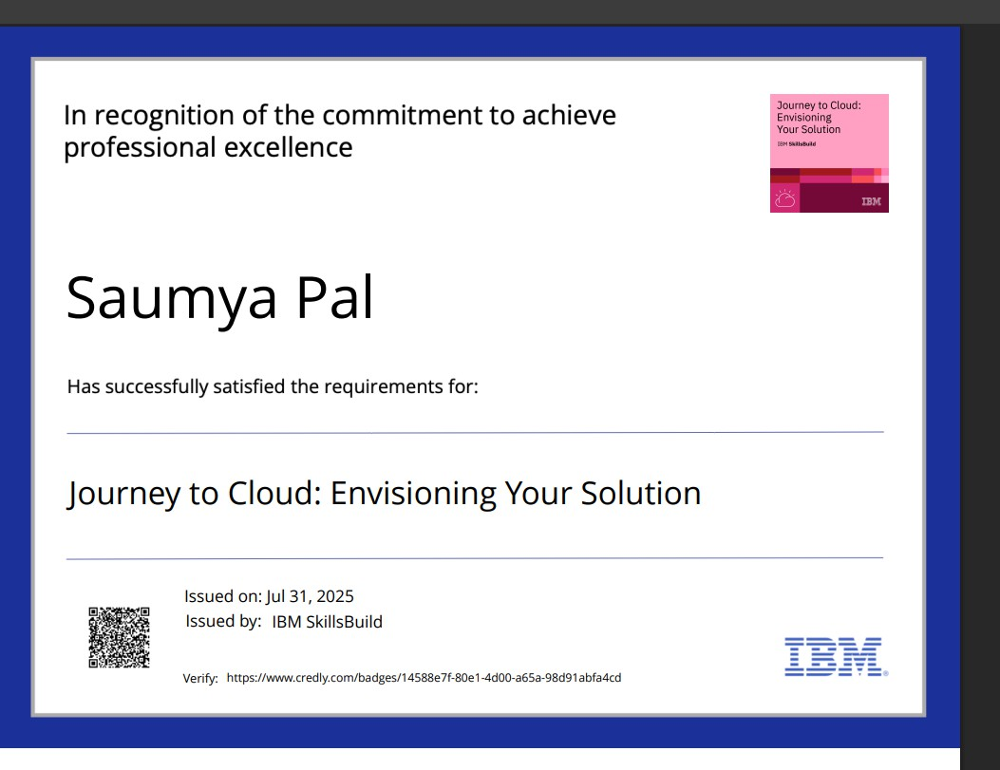 In recognition of the commitment to achieve
professional excellence
Journey to Cloud:
Envisioning
Your Solution
IBM SkillsBuild
IBM
Saumya Pal
Has successfully satisfied the requirements for:
Journey to Cloud: Envisioning Your Solution
Issued on: Jul 31, 2025
Issued by: IBM SkillsBuild
Verify: https://www.credly.com/badges/14588e7f-80e1-4d00-a65a-98d91abfa4cd
IBM®